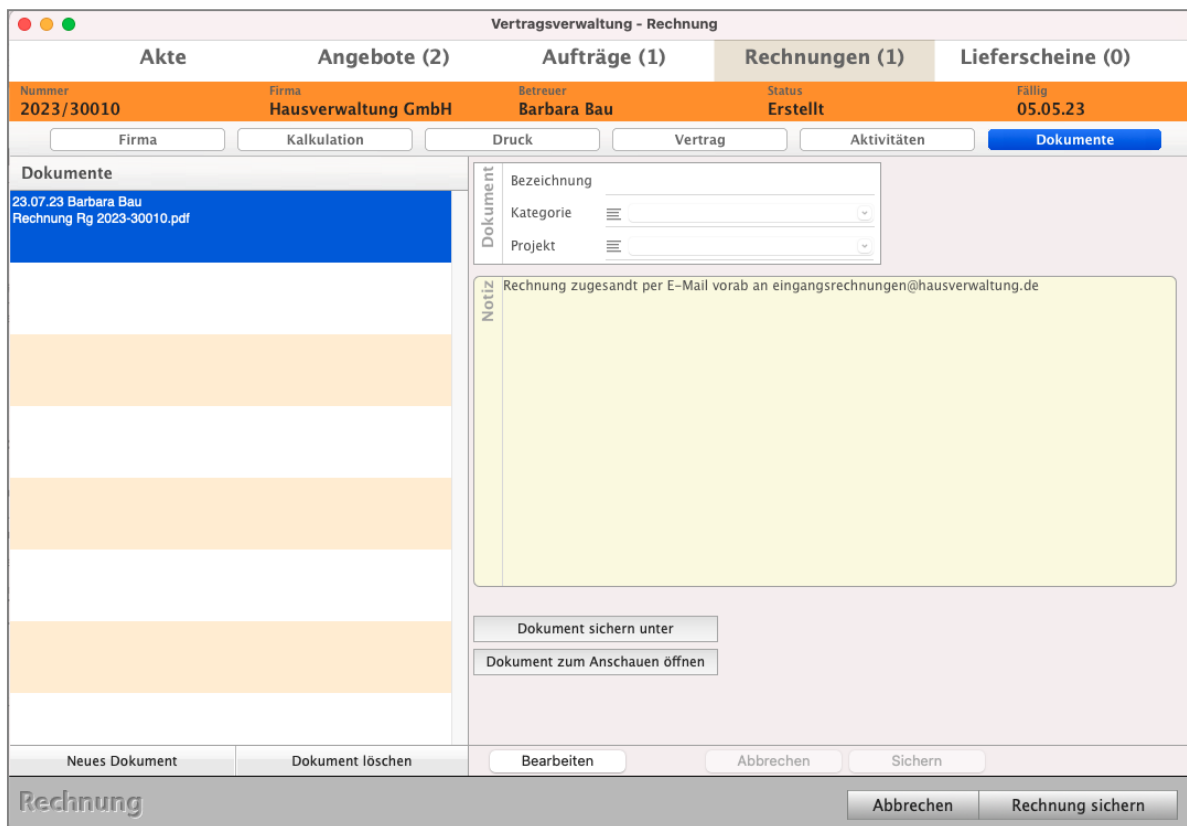 Vertragsverwaltung - Rechnung
Akte Angebote (2) Aufträge (1) Rechnungen (1) Lieferscheine (0)
Nummer Firma Betreuer Status Fällig
2023/30010 Hausverwaltung GmbH Barbara Bau Erstellt 05.05.23
Firma Kalkulation Druck Vertrag Aktivitäten Dokumente
Dokumente
23.07.23 Barbara Bau
Rechnung Rg 2023-30010.pdf
Dokument
Bezeichnung
Kategorie
Projekt
Notiz
Rechnung zugesandt per E-Mail vorab an eingangsrechnungen@hausverwaltung.de
Dokument sichern unter
Dokument zum Anschauen öffnen
Neues Dokument Dokument löschen Bearbeiten Abbrechen Sichern
Rechnung Abbrechen Rechnung sichern